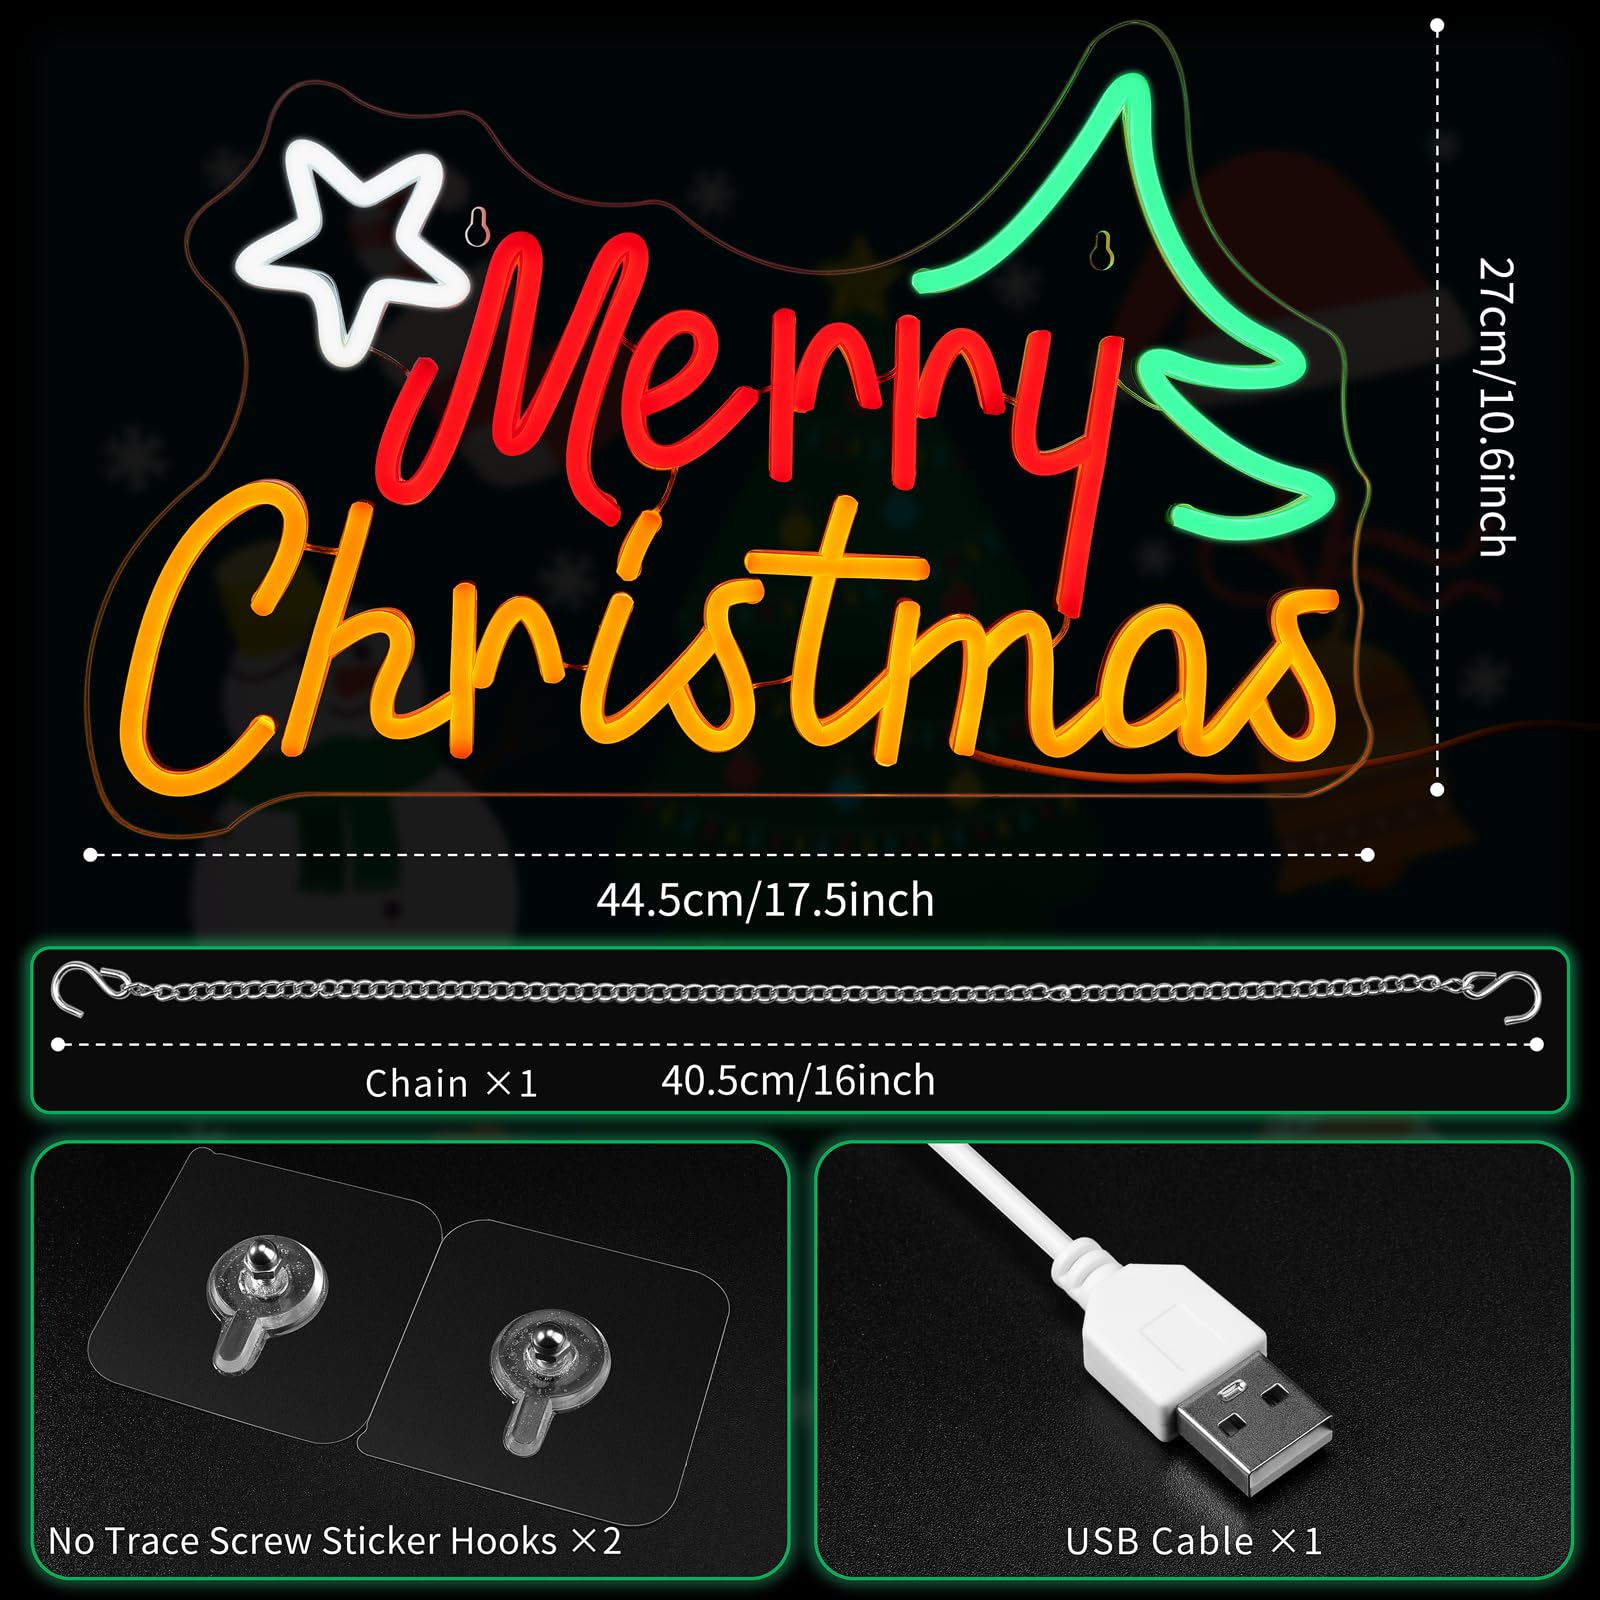 Merry
Christmas
27cm/10.6inch
44.5cm/17.5inch
Chain ×1
40.5cm/16inch
No Trace Screw Sticker Hooks ×2
USB Cable ×1